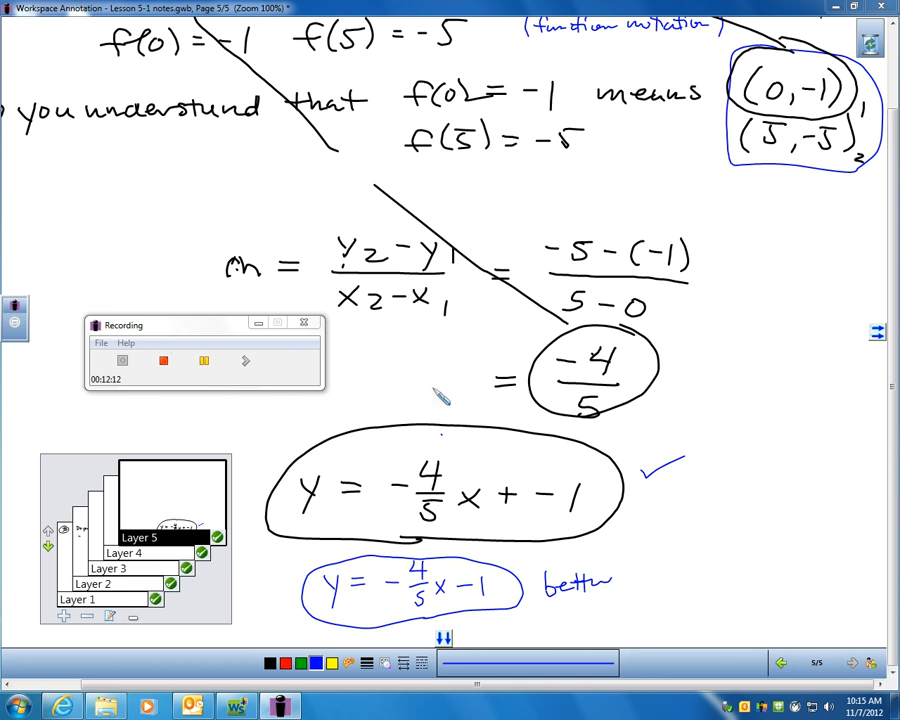 Workspace Annotation - Lesson 5-1 notes.gwb, Page 5/5 (Zoom 100%) *
f(0) = -1 f(5) = -5
(function notation)
you understand that f(0) = -1 means (0, -1)₁
f(5) = -5 (5, -5)₂
m = y₂ - y₁ / x₂ - x₁ = -5 - (-1) / 5 - 0
= -4/5
Recording
File Help
00:12:12
y = -4/5 x + -1
y = -4/5 x - 1 better
Layer 5
Layer 4
Layer 3
Layer 2
Layer 1
5/5
10:15 AM
11/7/2012